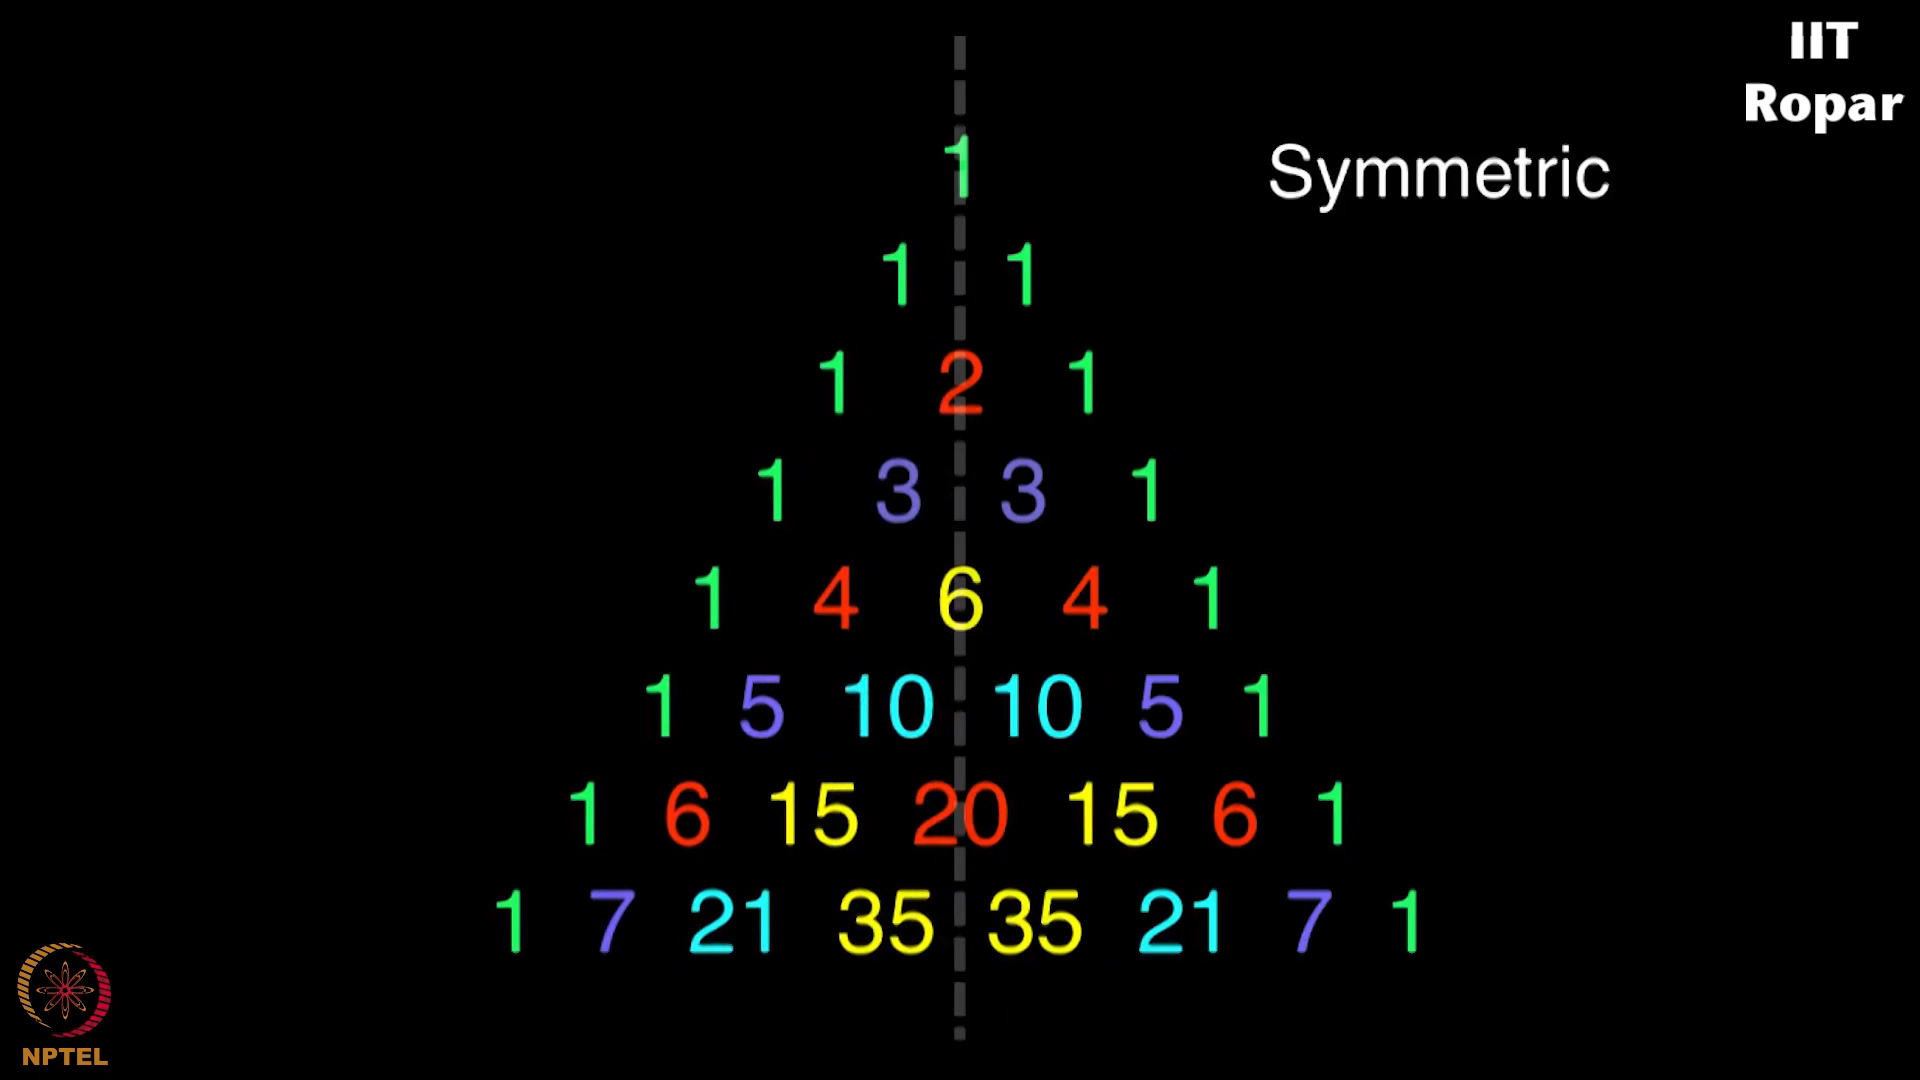 IIT
Ropar
Symmetric
1
1 1
1 2 1
1 3 3 1
1 4 6 4 1
1 5 10 10 5 1
1 6 15 20 15 6 1
1 7 21 35 35 21 7 1
NPTEL